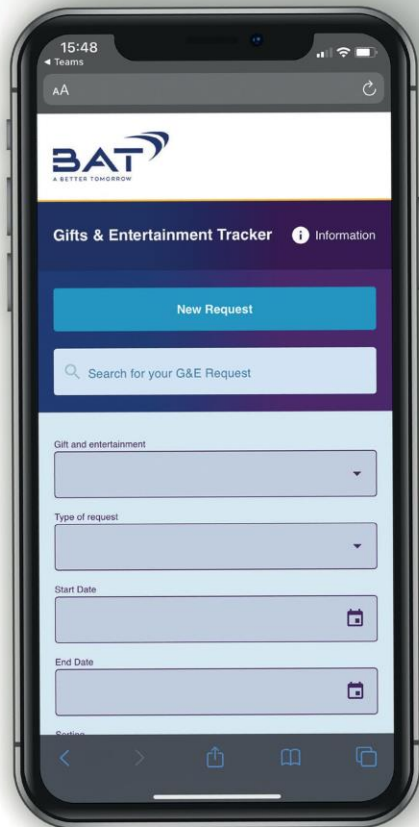 15:48
Teams
AA
BAT
A BETTER TOMORROW
Gifts & Entertainment Tracker
Information
New Request
Search for your G&E Request
Gift and entertainment
Type of request
Start Date
End Date